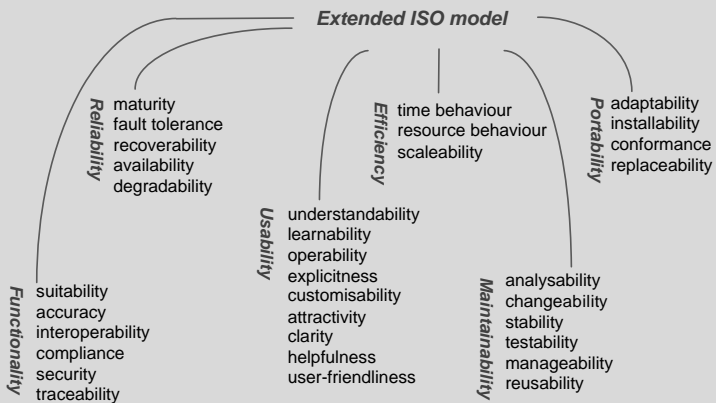 Extended ISO model
Functionality
suitability
accuracy
interoperability
compliance
security
traceability
Reliability
maturity
fault tolerance
recoverability
availability
degradability
Usability
understandability
learnability
operability
explicitness
customisability
attractivity
clarity
helpfulness
user-friendliness
Efficiency
time behaviour
resource behaviour
scaleability
Maintainability
analysability
changeability
stability
testability
manageability
reusability
Portability
adaptability
installability
conformance
replaceability